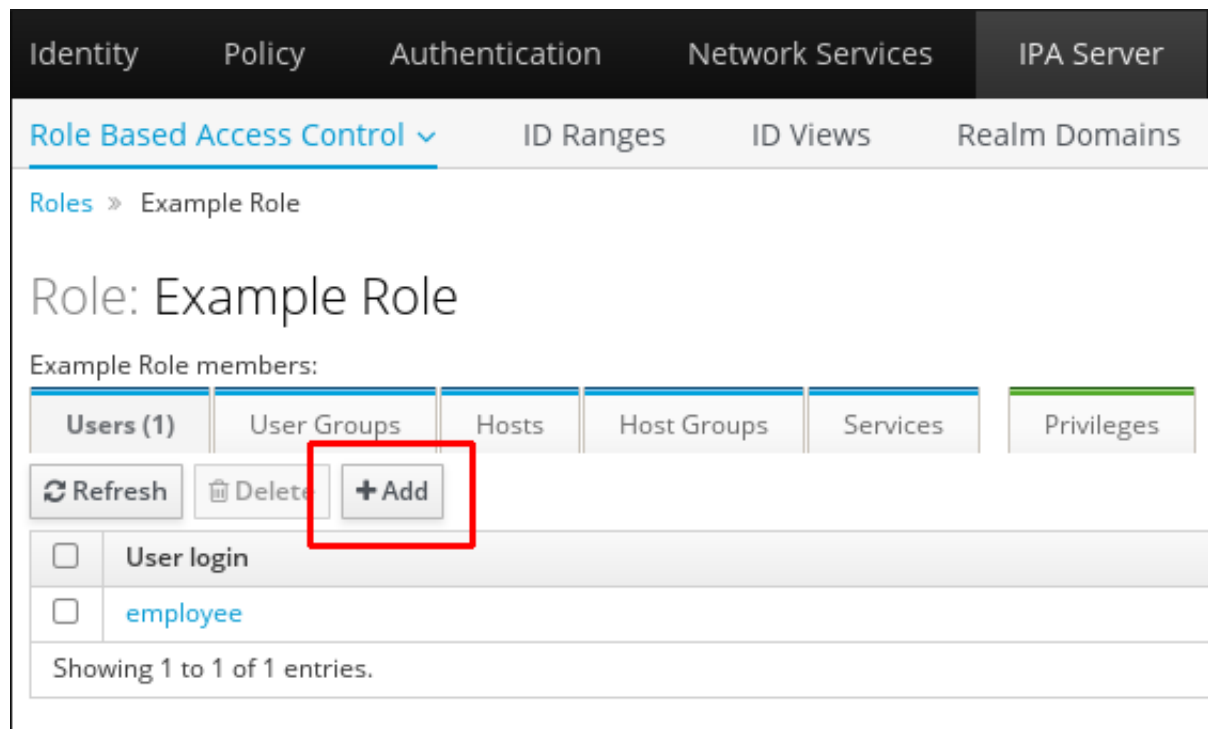 Identity Policy Authentication Network Services IPA Server
Role Based Access Control ID Ranges ID Views Realm Domains
Roles » Example Role
Role: Example Role
Example Role members:
Users (1) User Groups Hosts Host Groups Services Privileges
Refresh Delete + Add
User login
employee
Showing 1 to 1 of 1 entries.